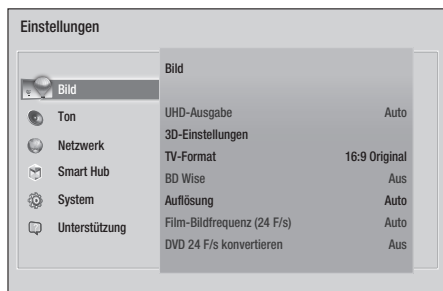 Einstellungen
Bild
Ton
Netzwerk
Smart Hub
System
Unterstützung
Bild
UHD-Ausgabe Auto
3D-Einstellungen
TV-Format 16:9 Original
BD Wise Aus
Auflösung Auto
Film-Bildfrequenz (24 F/s) Auto
DVD 24 F/s konvertieren Aus